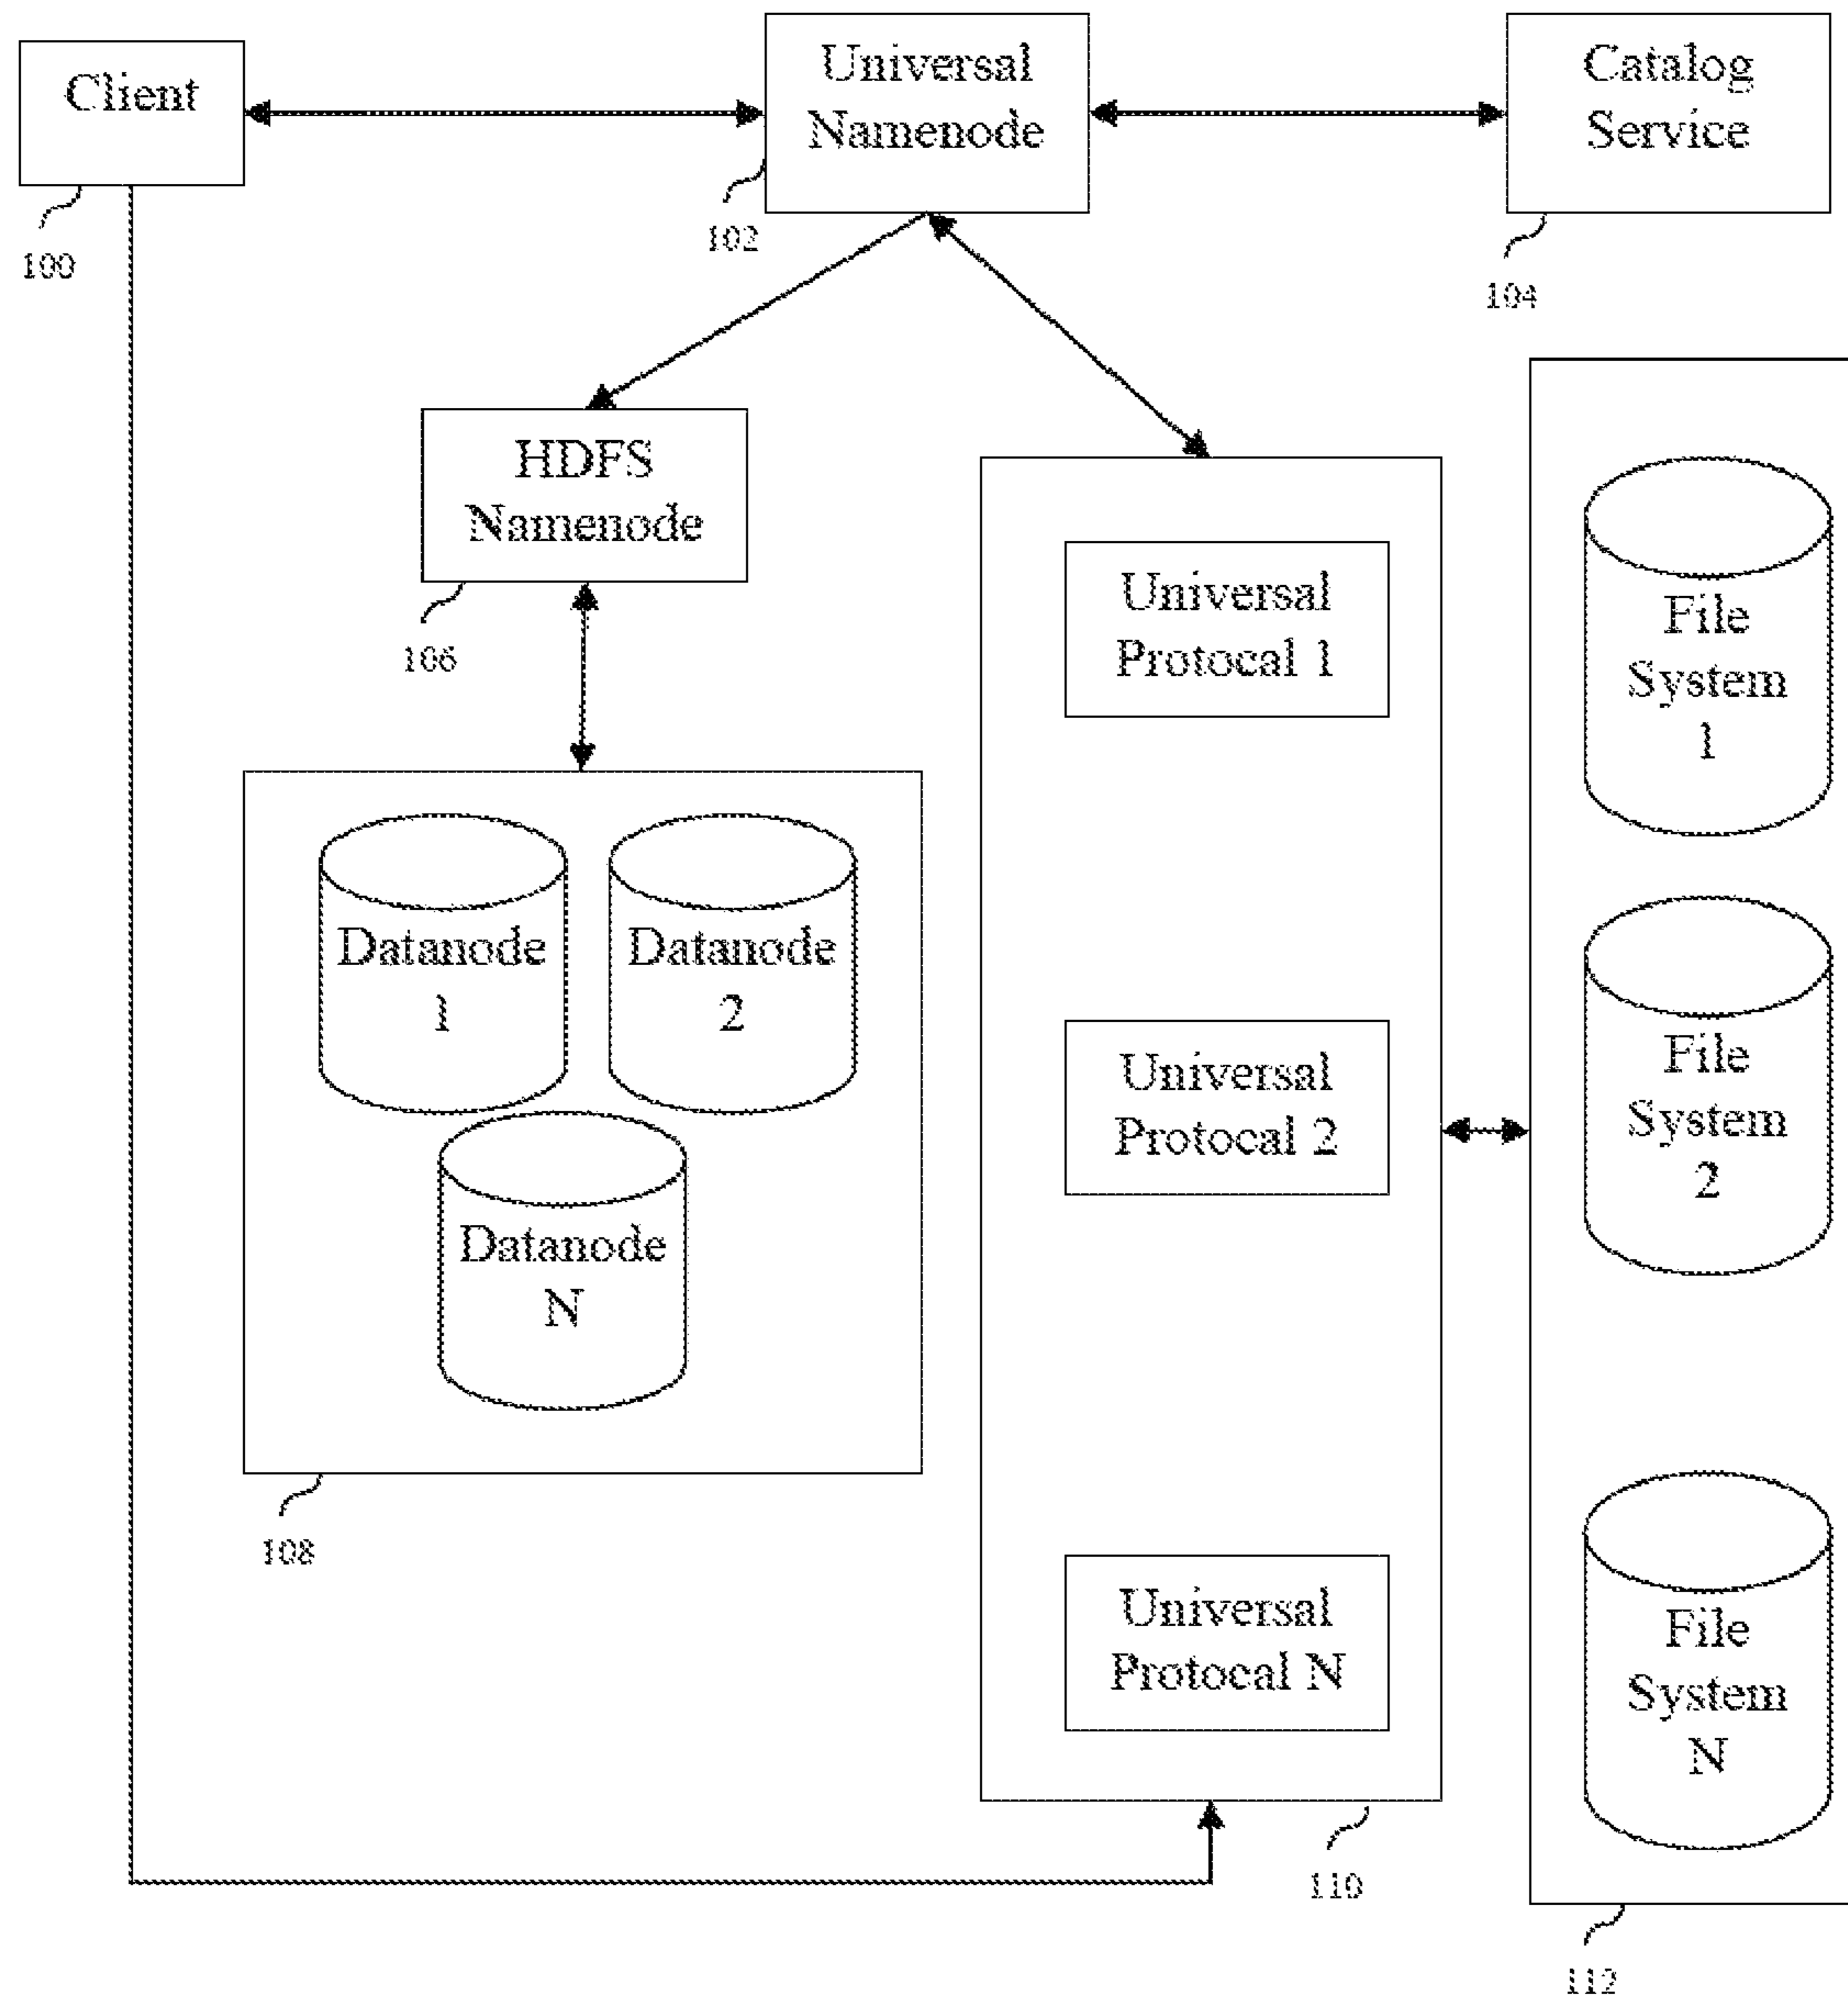 Client
Universal
Namenode
Catalog
Service
100
102
104
HDFS
Namenode
106
Universal
Protocal 1
File
System
1
Datanode
1
Datanode
2
Datanode
N
Universal
Protocal 2
File
System
2
108
Universal
Protocal N
File
System
N
110
112